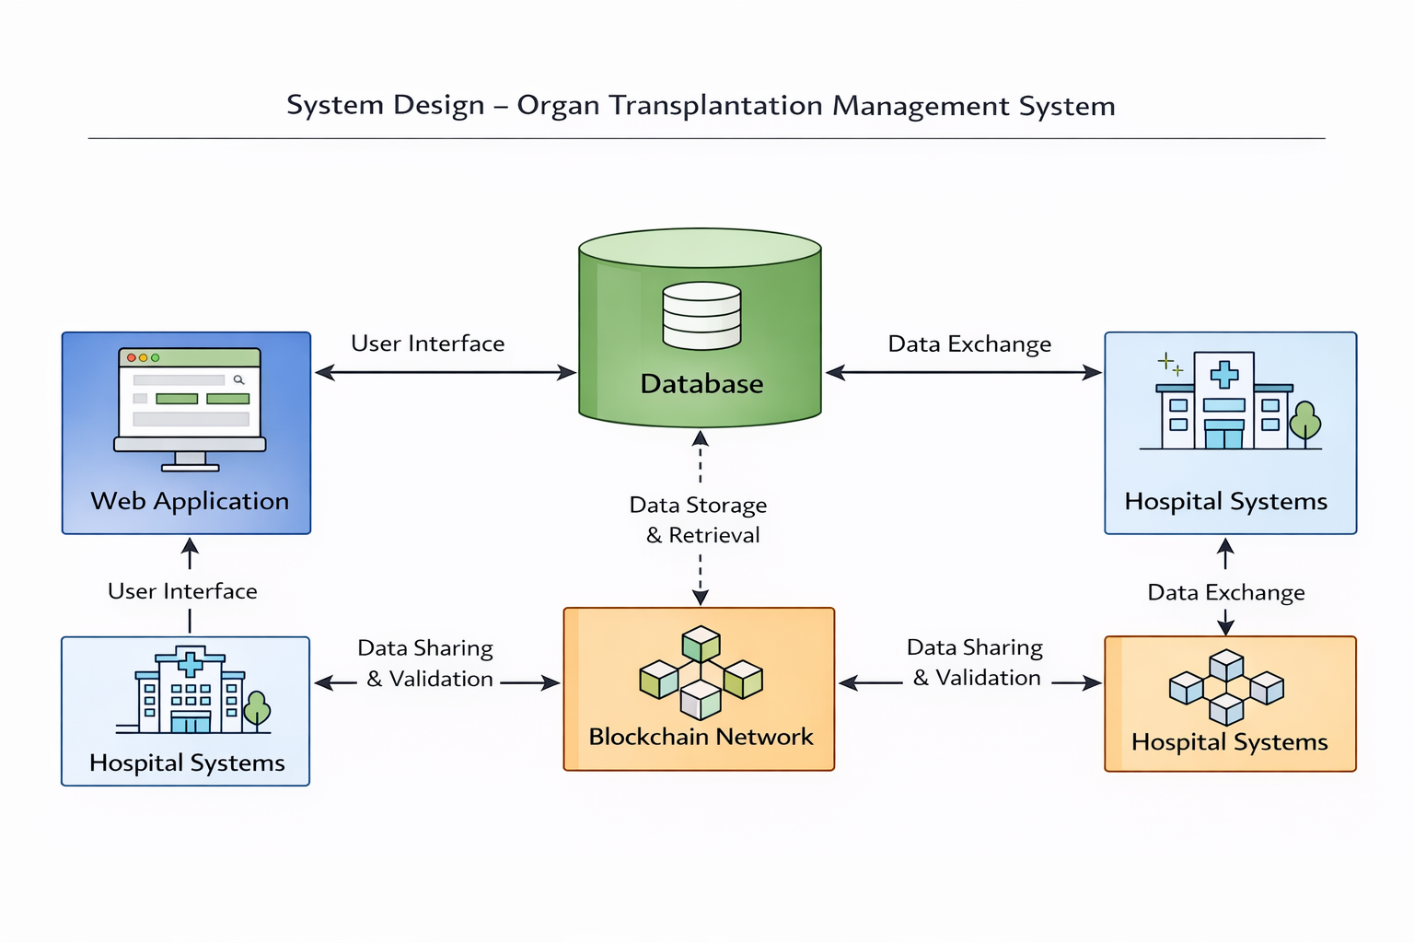 System Design – Organ Transplantation Management System
User Interface
Data Exchange
Database
Web Application
Data Storage
& Retrieval
Hospital Systems
User Interface
Data Exchange
Data Sharing
& Validation
Data Sharing
& Validation
Hospital Systems
Blockchain Network
Hospital Systems